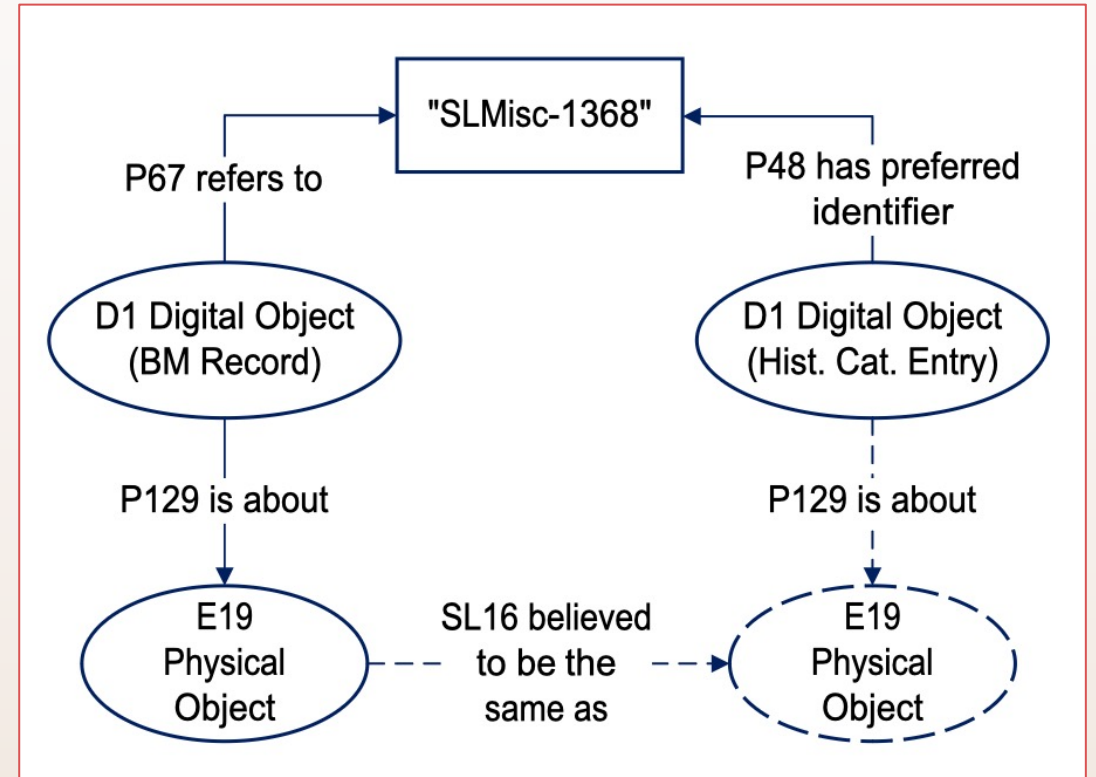 "SLMisc-1368"
P67 refers to
P48 has preferred
identifier
D1 Digital Object
(BM Record)
D1 Digital Object
(Hist. Cat. Entry)
P129 is about
P129 is about
E19
Physical
Object
SL16 believed
to be the
same as
E19
Physical
Object